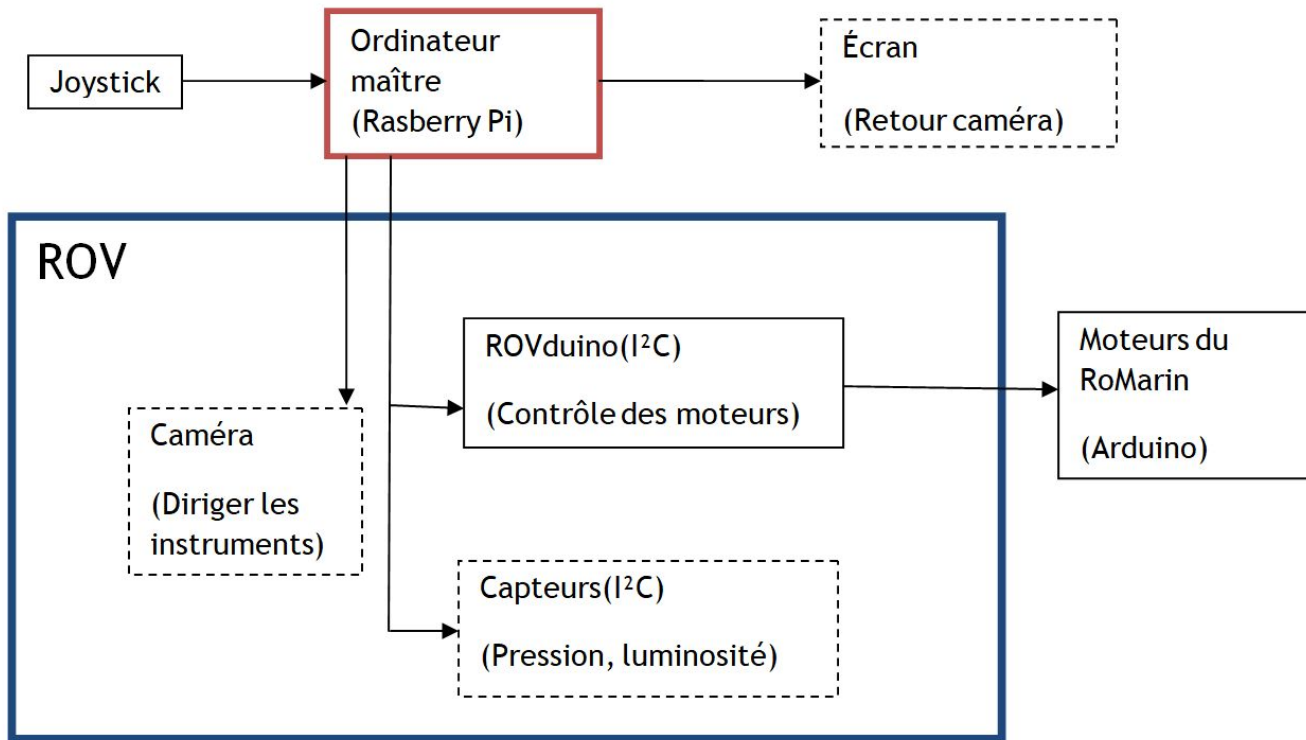 Joystick
Ordinateur
maître
(Rasberry Pi)
Écran
(Retour caméra)
ROV
ROVduino(I²C)
(Contrôle des moteurs)
Moteurs du
RoMarin
(Arduino)
Caméra
(Diriger les
instruments)
Capteurs(I²C)
(Pression, luminosité)